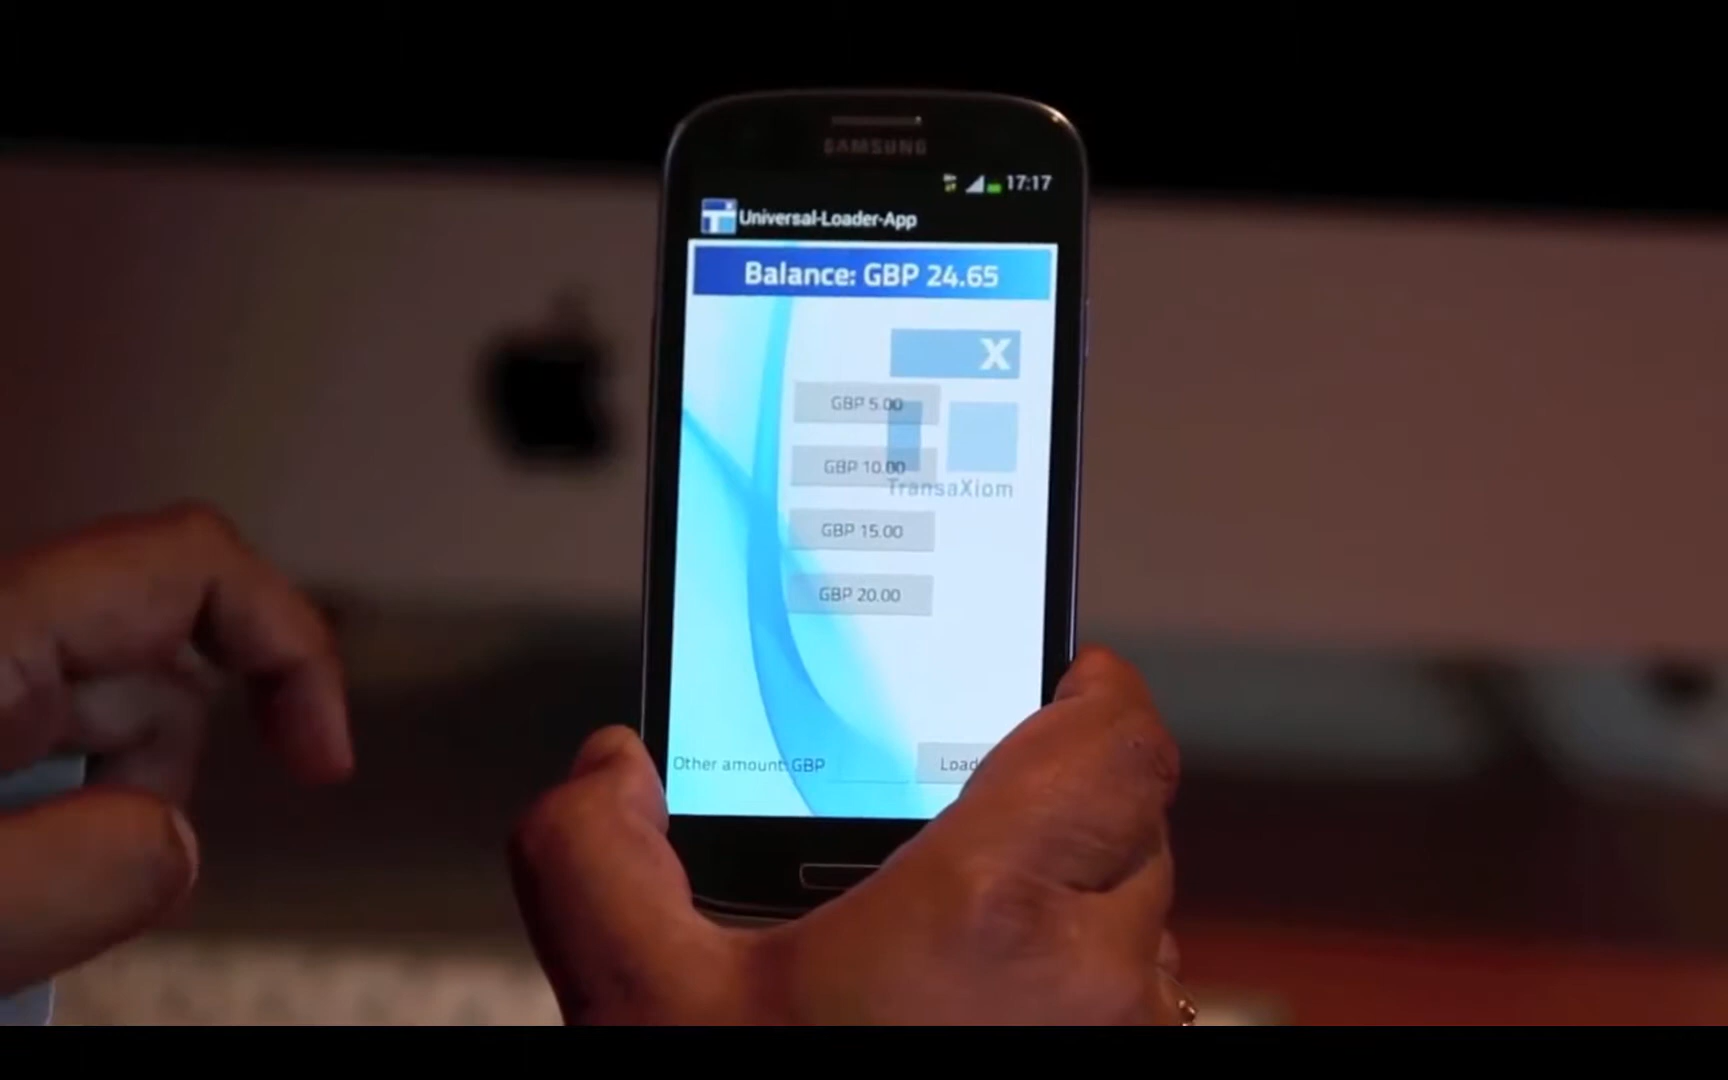 SAMSUNG
17:17
Universal-Loader-App
Balance: GBP 24.65
X
GBP 5.00
GBP 10.00
TransaXiom
GBP 15.00
GBP 20.00
Other amount: GBP
Load